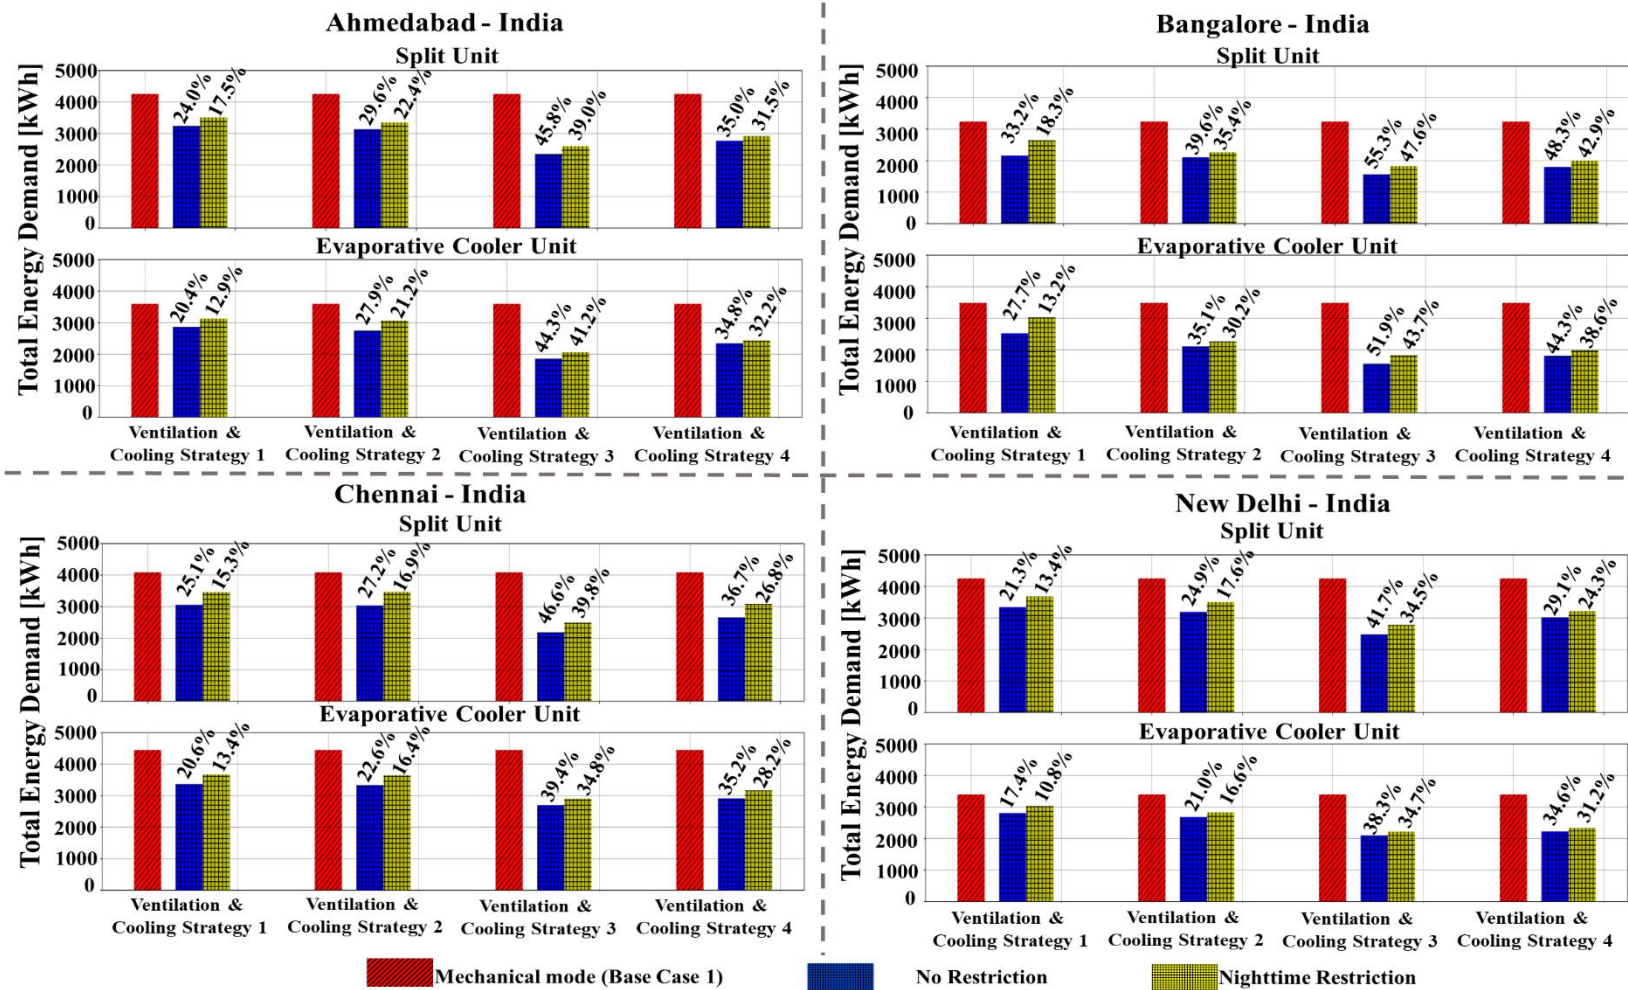 Ahmedabad - India
Split Unit
Total Energy Demand [kWh]
5000
4000
3000
2000
1000
0
24.0%
17.5%
29.6%
22.4%
45.8%
39.0%
35.0%
31.5%
Evaporative Cooler Unit
5000
4000
3000
2000
1000
0
20.4%
12.9%
27.9%
21.2%
44.3%
41.2%
34.8%
32.2%
Ventilation &
Cooling Strategy 1
Ventilation &
Cooling Strategy 2
Ventilation &
Cooling Strategy 3
Ventilation &
Cooling Strategy 4
Bangalore - India
Split Unit
Total Energy Demand [kWh]
5000
4000
3000
2000
1000
0
33.2%
18.3%
39.6%
35.4%
55.3%
47.6%
48.3%
42.9%
Evaporative Cooler Unit
5000
4000
3000
2000
1000
0
27.7%
13.2%
35.1%
30.2%
51.9%
43.7%
44.3%
38.6%
Ventilation &
Cooling Strategy 1
Ventilation &
Cooling Strategy 2
Ventilation &
Cooling Strategy 3
Ventilation &
Cooling Strategy 4
Chennai - India
Split Unit
Total Energy Demand [kWh]
5000
4000
3000
2000
1000
0
25.1%
15.3%
27.2%
16.9%
46.6%
39.8%
36.7%
26.8%
Evaporative Cooler Unit
5000
4000
3000
2000
1000
0
20.6%
13.4%
22.6%
16.4%
39.4%
34.8%
35.2%
28.2%
Ventilation &
Cooling Strategy 1
Ventilation &
Cooling Strategy 2
Ventilation &
Cooling Strategy 3
Ventilation &
Cooling Strategy 4
New Delhi - India
Split Unit
Total Energy Demand [kWh]
5000
4000
3000
2000
1000
0
21.3%
13.4%
24.9%
17.6%
41.7%
34.5%
29.1%
24.3%
Evaporative Cooler Unit
5000
4000
3000
2000
1000
0
17.4%
10.8%
21.0%
16.6%
38.3%
34.7%
34.6%
31.2%
Ventilation &
Cooling Strategy 1
Ventilation &
Cooling Strategy 2
Ventilation &
Cooling Strategy 3
Ventilation &
Cooling Strategy 4
Mechanical mode (Base Case 1)
No Restriction
Nighttime Restriction